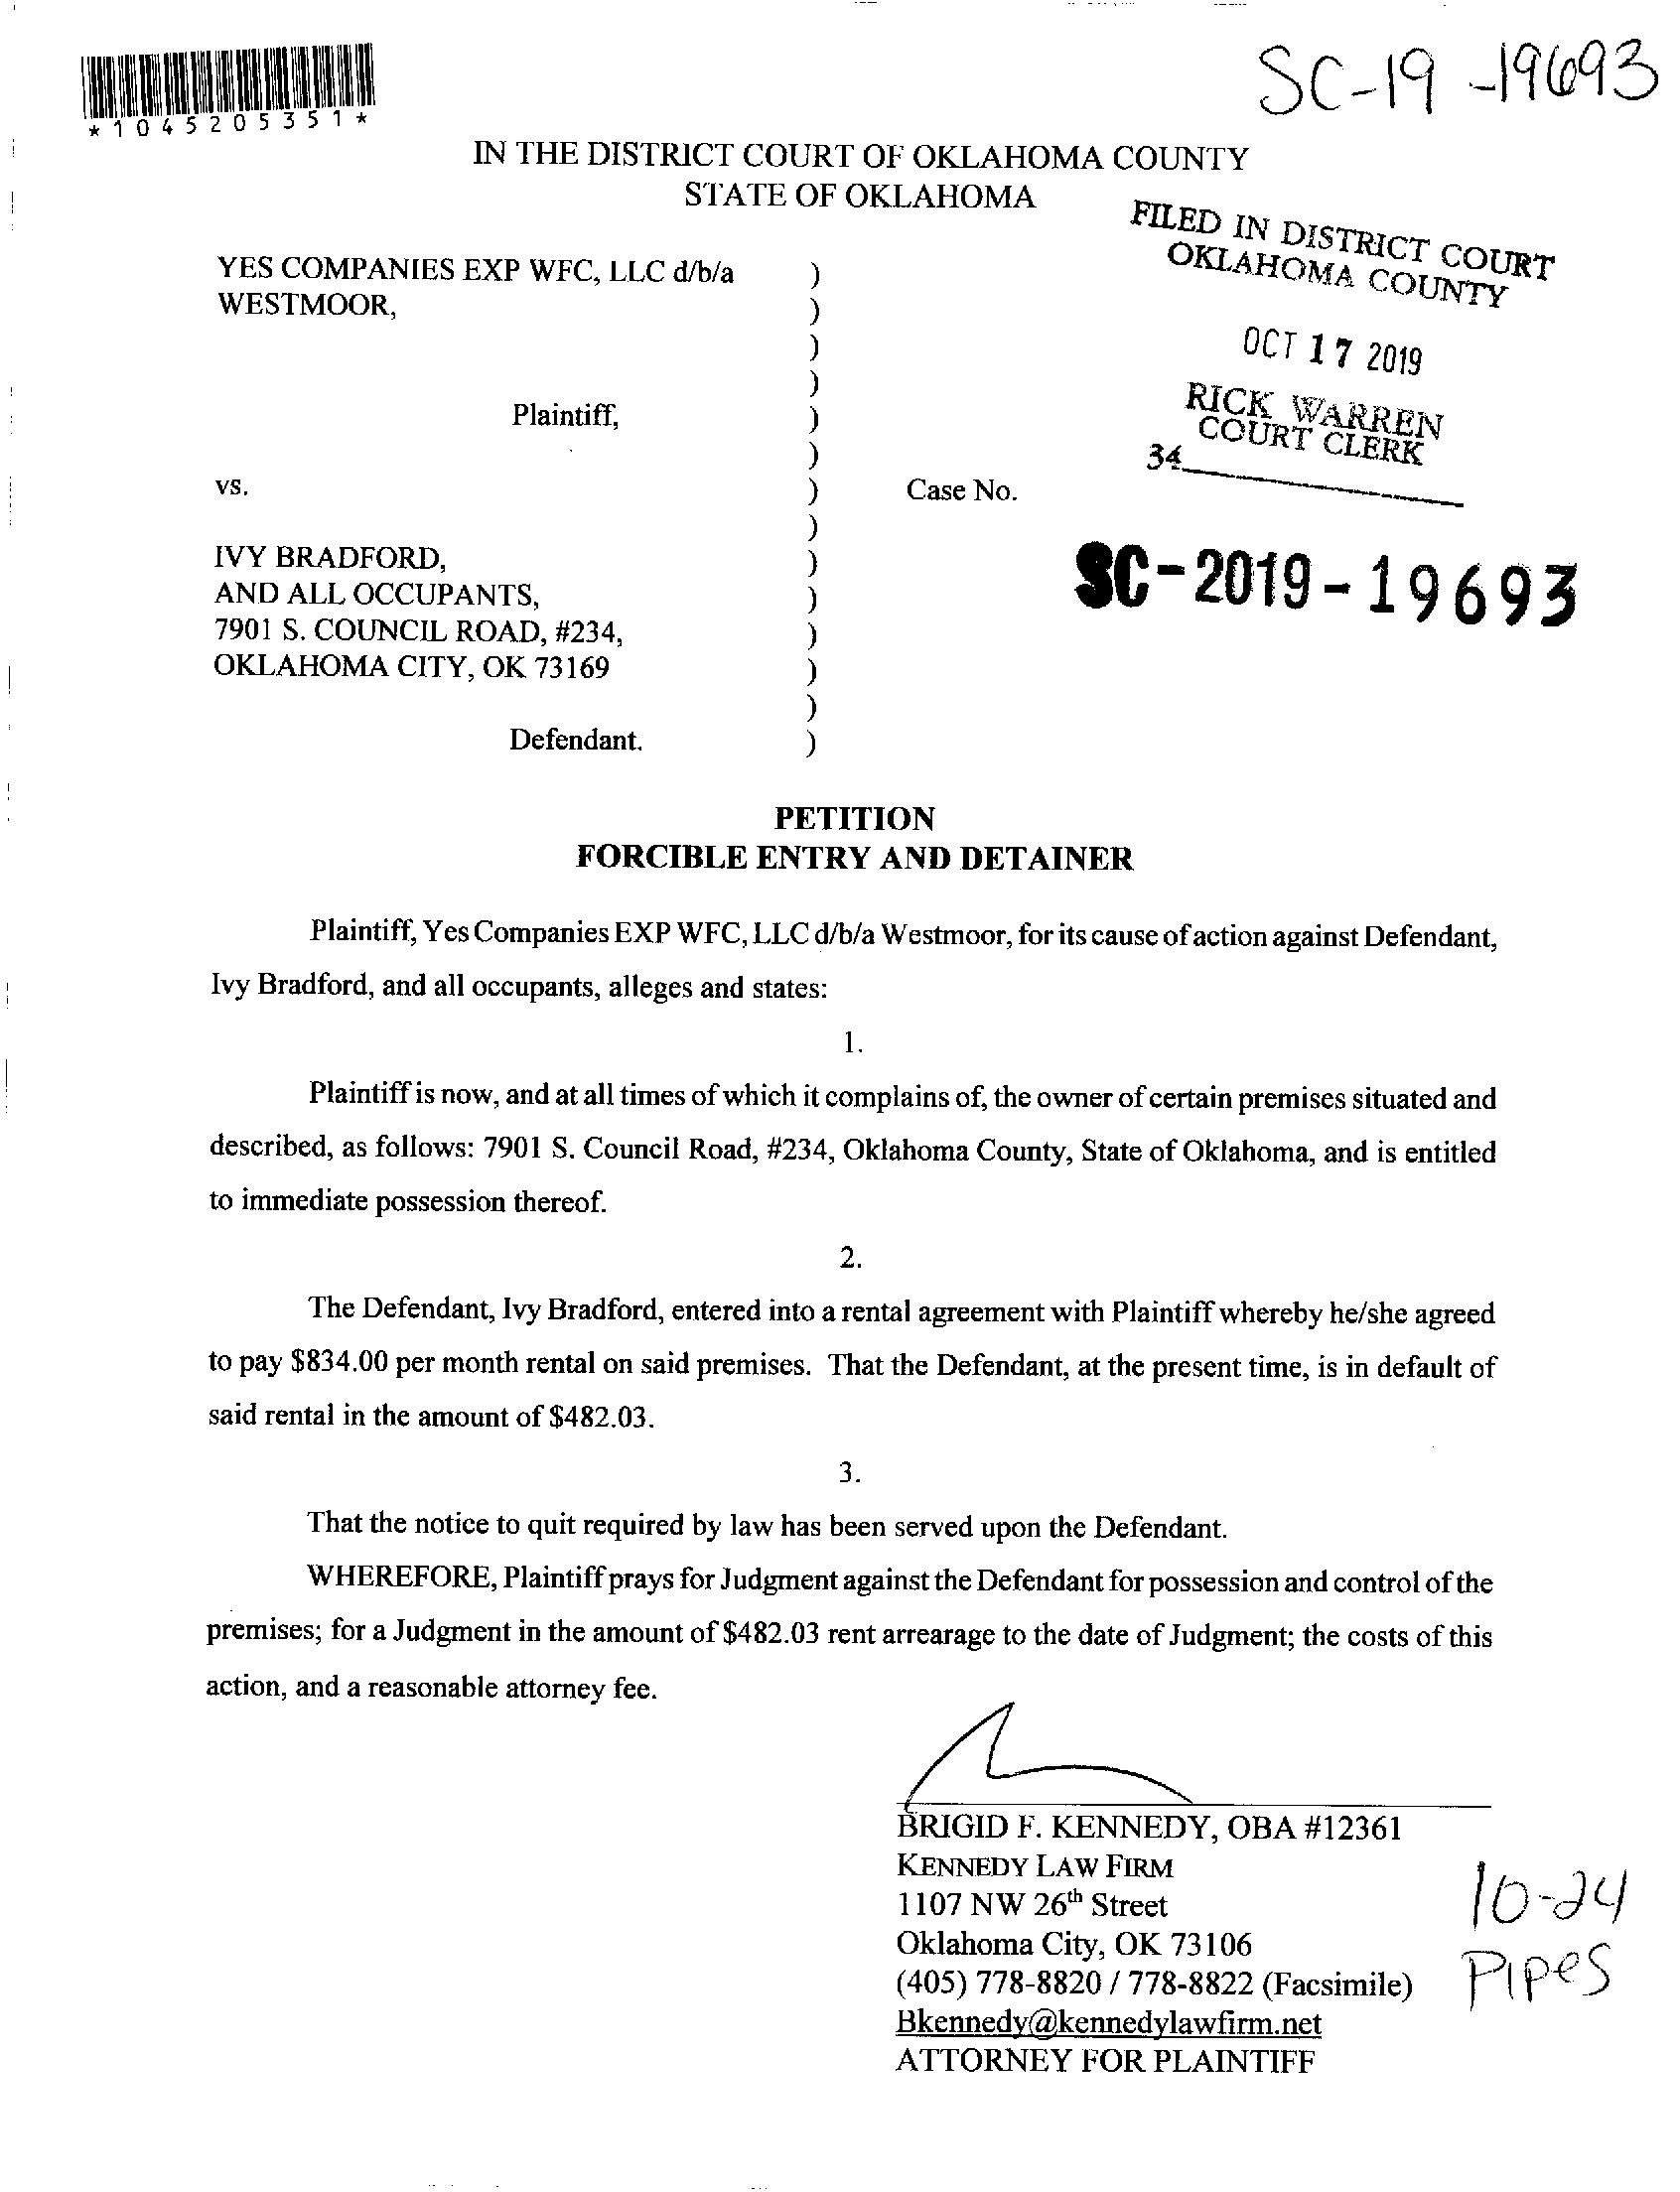 SC-19-19693
*1045205351*
IN THE DISTRICT COURT OF OKLAHOMA COUNTY
STATE OF OKLAHOMA
FILED IN DISTRICT COURT
OKLAHOMA COUNTY
OCT 17 2019
RICK WARREN
COURT CLERK
34
YES COMPANIES EXP WFC, LLC d/b/a )
WESTMOOR, )
)
)
Plaintiff, )
)
vs. ) Case No.
)
IVY BRADFORD, )
AND ALL OCCUPANTS, )
7901 S. COUNCIL ROAD, #234, )
OKLAHOMA CITY, OK 73169 )
)
Defendant. )
SC-2019-19693
PETITION
FORCIBLE ENTRY AND DETAINER
Plaintiff, Yes Companies EXP WFC, LLC d/b/a Westmoor, for its cause of action against Defendant,
Ivy Bradford, and all occupants, alleges and states:
1.
Plaintiff is now, and at all times of which it complains of, the owner of certain premises situated and
described, as follows: 7901 S. Council Road, #234, Oklahoma County, State of Oklahoma, and is entitled
to immediate possession thereof.
2.
The Defendant, Ivy Bradford, entered into a rental agreement with Plaintiff whereby he/she agreed
to pay $834.00 per month rental on said premises. That the Defendant, at the present time, is in default of
said rental in the amount of $482.03.
3.
That the notice to quit required by law has been served upon the Defendant.
WHEREFORE, Plaintiff prays for Judgment against the Defendant for possession and control of the
premises; for a Judgment in the amount of $482.03 rent arrearage to the date of Judgment; the costs of this
action, and a reasonable attorney fee.
BRIGID F. KENNEDY, OBA #12361
KENNEDY LAW FIRM
1107 NW 26th Street
Oklahoma City, OK 73106
(405) 778-8820 / 778-8822 (Facsimile)
Bkennedy@kennedylawfirm.net
ATTORNEY FOR PLAINTIFF
10-24
Pipes